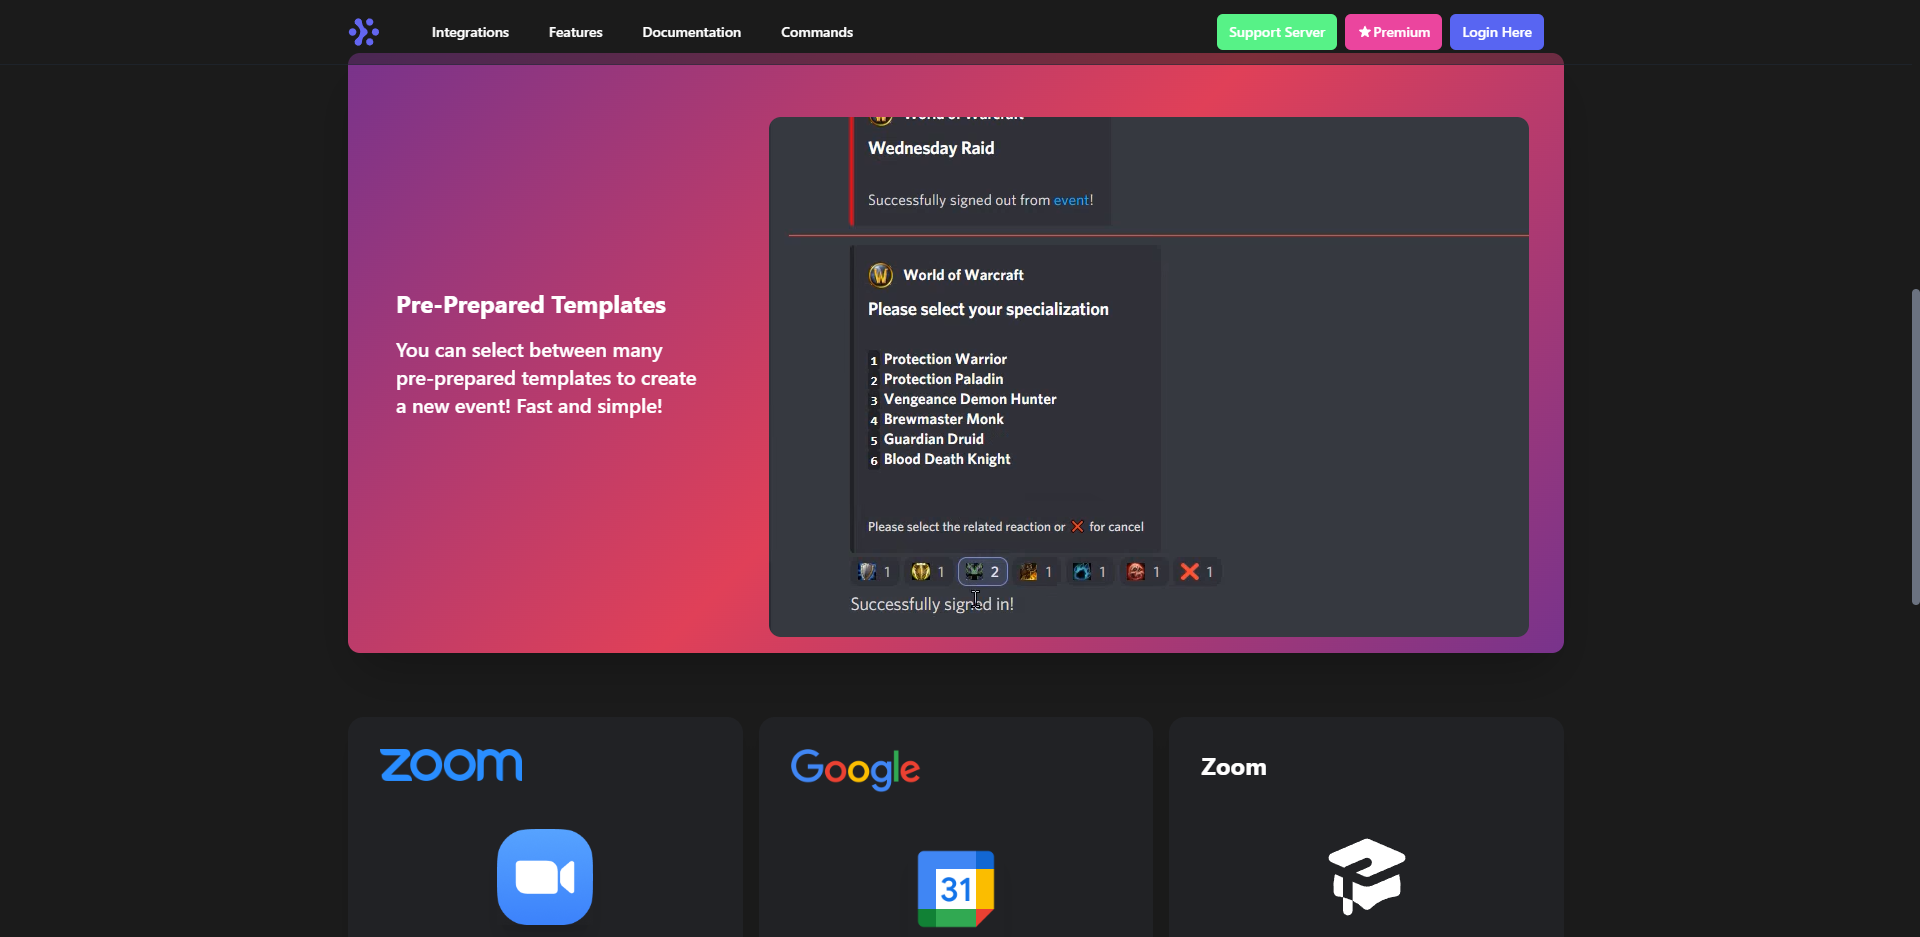 Integrations
Features
Documentation
Commands
Support Server
Premium
Login Here
Pre-Prepared Templates
You can select between many
pre-prepared templates to create
a new event! Fast and simple!
World of Warcraft
Wednesday Raid
Successfully signed out from event!
World of Warcraft
Please select your specialization
1 Protection Warrior
2 Protection Paladin
3 Vengeance Demon Hunter
4 Brewmaster Monk
5 Guardian Druid
6 Blood Death Knight
Please select the related reaction or ❌ for cancel
1 1 2 1 1 1 1
Successfully signed in!
zoom
Google
Zoom
31